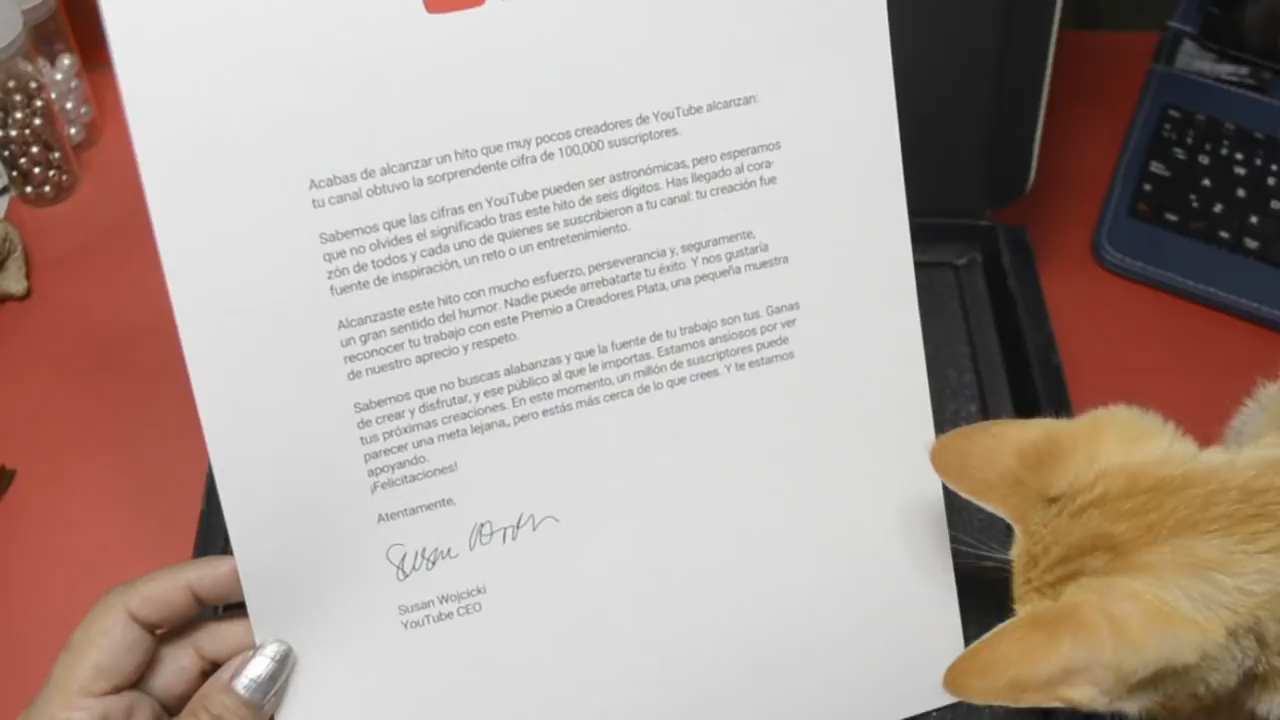 Acabas de alcanzar un hito que muy pocos creadores de YouTube alcanzan:
tu canal obtuvo la sorprendente cifra de 100,000 suscriptores.
Sabemos que las cifras en YouTube pueden ser astronómicas, pero esperamos
que no olvides el significado tras este hito de seis dígitos. Has llegado al cora-
zón de todos y cada uno de quienes se suscribieron a tu canal: tu creación fue
fuente de inspiración, un reto o un entretenimiento.
Alcanzaste este hito con mucho esfuerzo, perseverancia y, seguramente,
un gran sentido del humor. Nadie puede arrebatarte tu éxito. Y nos gustaría
reconocer tu trabajo con este Premio a Creadores Plata, una pequeña muestra
de nuestro aprecio y respeto.
Sabemos que no buscas alabanzas y que la fuente de tu trabajo son tus. Ganas
de crear y disfrutar, y ese público al que le importas. Estamos ansiosos por ver
tus próximas creaciones. En este momento, un millón de suscriptores puede
parecer una meta lejana,, pero estás más cerca de lo que crees. Y te estamos
apoyando.
¡Felicitaciones!
Atentamente,
Susan Wojcicki
YouTube CEO